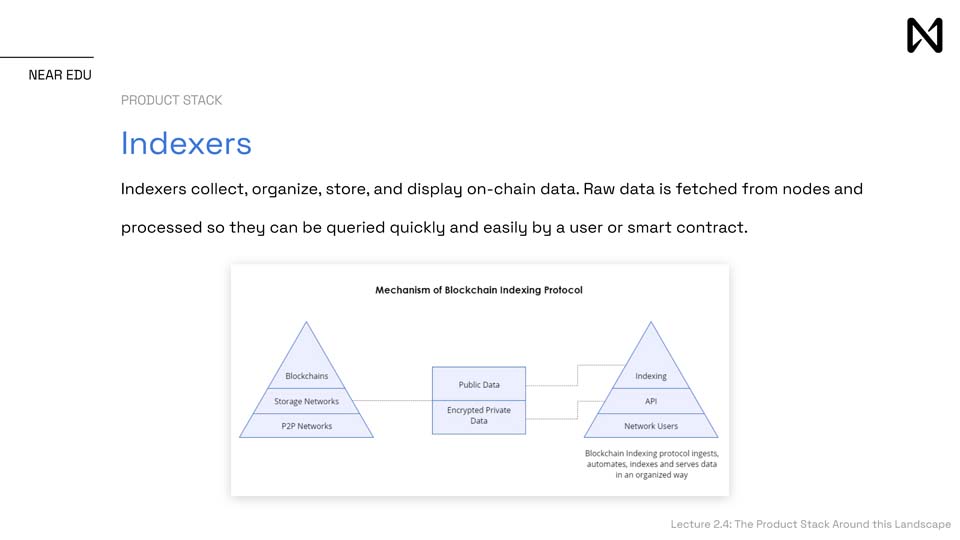 NEAR EDU
PRODUCT STACK
Indexers
Indexers collect, organize, store, and display on-chain data. Raw data is fetched from nodes and
processed so they can be queried quickly and easily by a user or smart contract.
Mechanism of Blockchain Indexing Protocol
Blockchains
Storage Networks
P2P Networks
Public Data
Encrypted Private
Data
Indexing
API
Network Users
Blockchain Indexing protocol ingests,
automates, indexes and serves data
in an organized way
Lecture 2.4: The Product Stack Around this Landscape